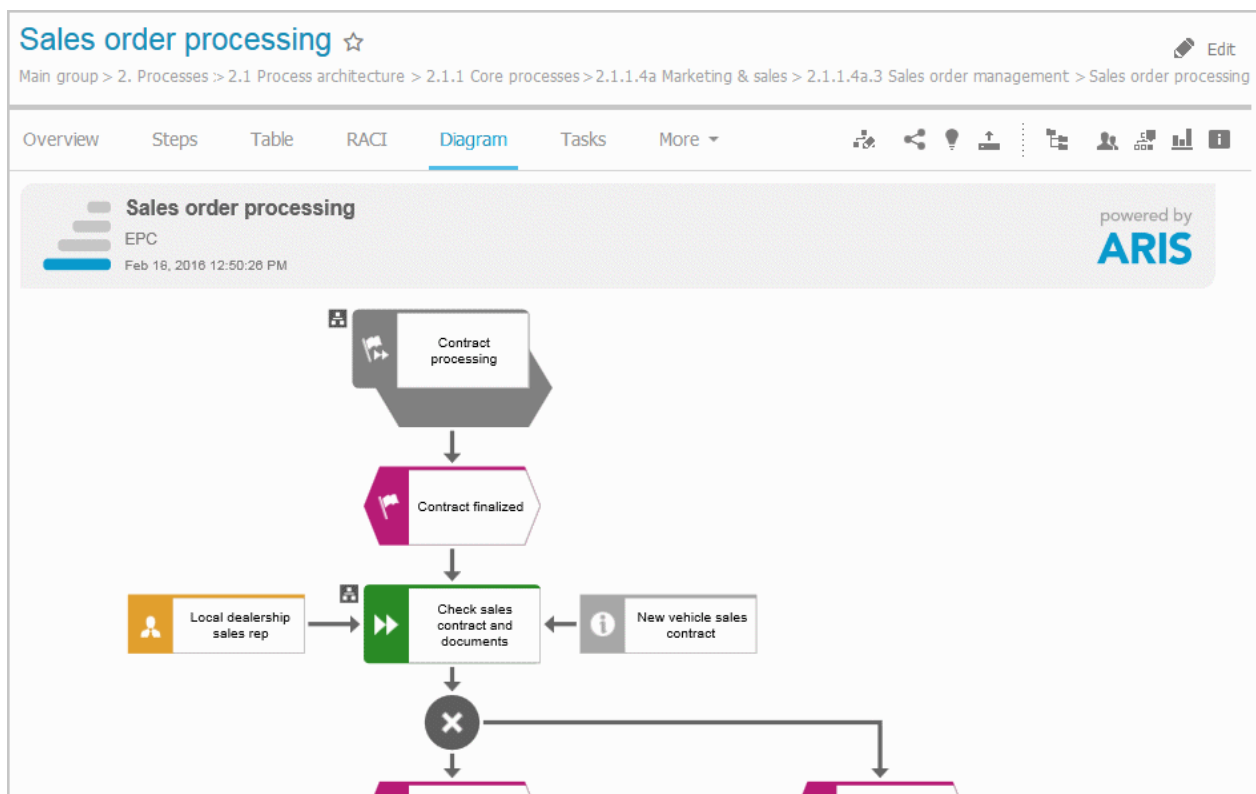 Sales order processing
Edit
Main group > 2. Processes > 2.1 Process architecture > 2.1.1 Core processes > 2.1.1.4a Marketing & sales > 2.1.1.4a.3 Sales order management > Sales order processing
Overview Steps Table RACI Diagram Tasks More
Sales order processing
EPC
Feb 18, 2016 12:50:26 PM
powered by
ARIS
Contract
processing
Contract finalized
Local dealership
sales rep
Check sales
contract and
documents
New vehicle sales
contract